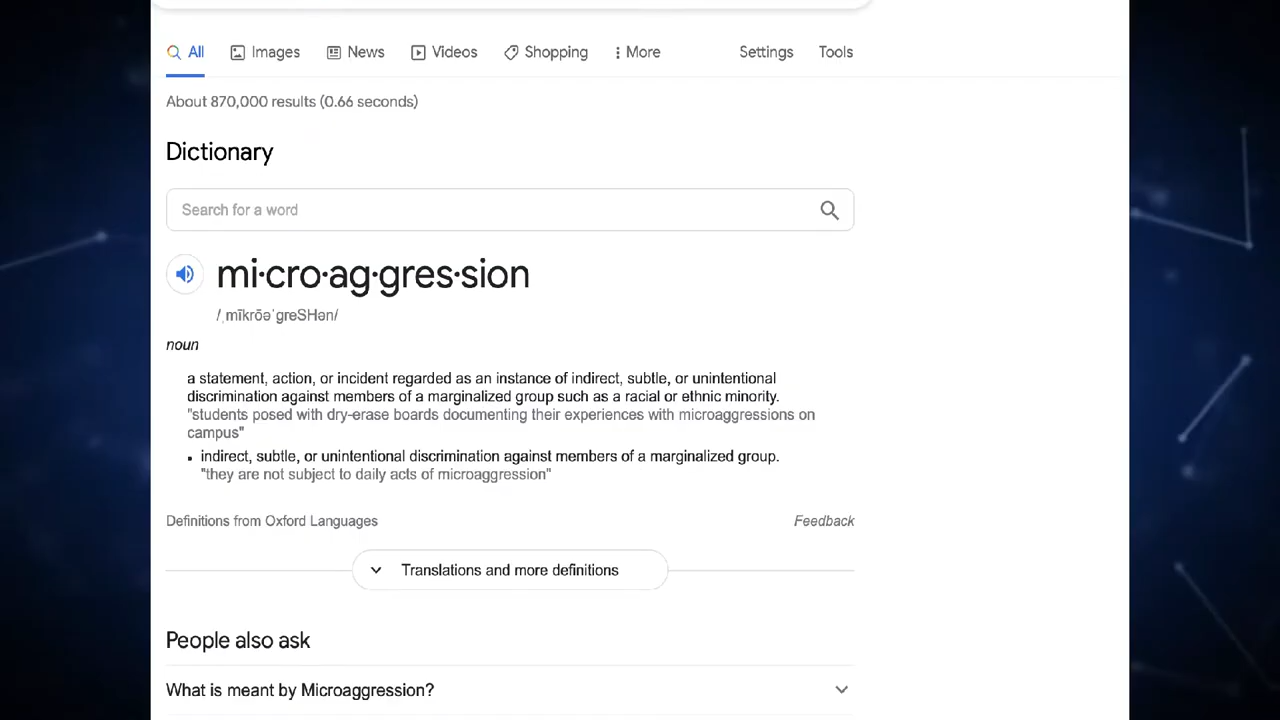 All Images News Videos Shopping More Settings Tools
About 870,000 results (0.66 seconds)
Dictionary
Search for a word
mi·cro·ag·gres·sion
/ˌmīkrōəˈɡreSHən/
noun
a statement, action, or incident regarded as an instance of indirect, subtle, or unintentional
discrimination against members of a marginalized group such as a racial or ethnic minority.
"students posed with dry-erase boards documenting their experiences with microaggressions on
campus"
• indirect, subtle, or unintentional discrimination against members of a marginalized group.
"they are not subject to daily acts of microaggression"
Definitions from Oxford Languages Feedback
Translations and more definitions
People also ask
What is meant by Microaggression?